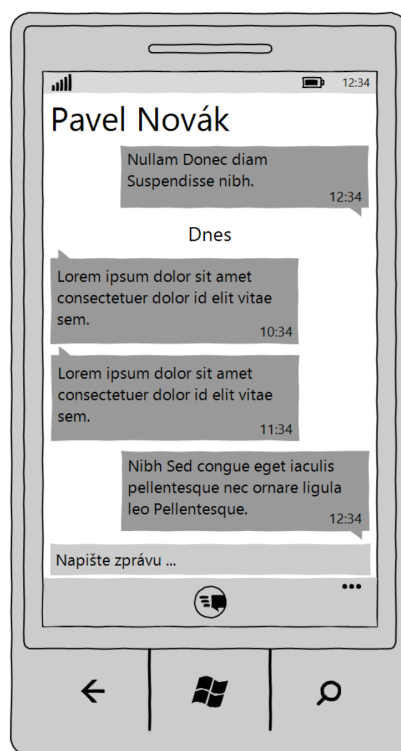 12:34
Pavel Novák
Nullam Donec diam
Suspendisse nibh.
12:34
Dnes
Lorem ipsum dolor sit amet
consectetuer dolor id elit vitae
sem.
10:34
Lorem ipsum dolor sit amet
consectetuer dolor id elit vitae
sem.
11:34
Nibh Sed congue eget iaculis
pellentesque nec ornare ligula
leo Pellentesque.
12:34
Napište zprávu ...